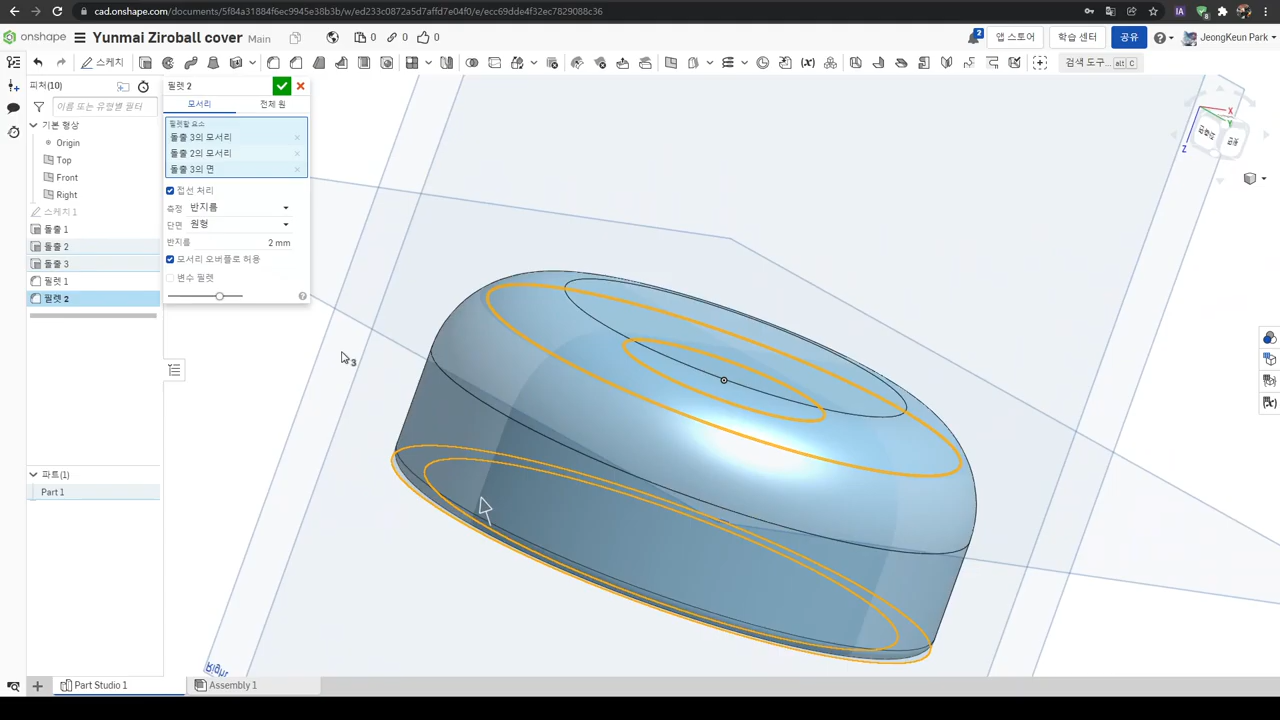 cad.onshape.com/documents/5f84a31884f6ec9945e38b3b/w/ed233c0872a5d7affd7e04f0/e/ecc69dde4f32ec7829088c36
IA
8
onshape
Yunmai Ziroball cover
Main
0
0
0
2
앱 스토어
학습 센터
공유
JeongKeun Park
스케치
검색 도구...
alt
C
피처(10)
이름 또는 유형별 필터
기본 형상
Origin
Top
Front
Right
스케치 1
돌출 1
돌출 2
돌출 3
필렛 1
필렛 2
필렛 2
모서리
전체 원
필렛할 요소
돌출 3의 모서리
돌출 2의 모서리
돌출 3의 면
접선 처리
측정
반지름
단면
원형
반지름
2 mm
모서리 오버플로 허용
변수 필렛
3
X
Y
Z
Right
파트(1)
Part 1
Part Studio 1
Assembly 1